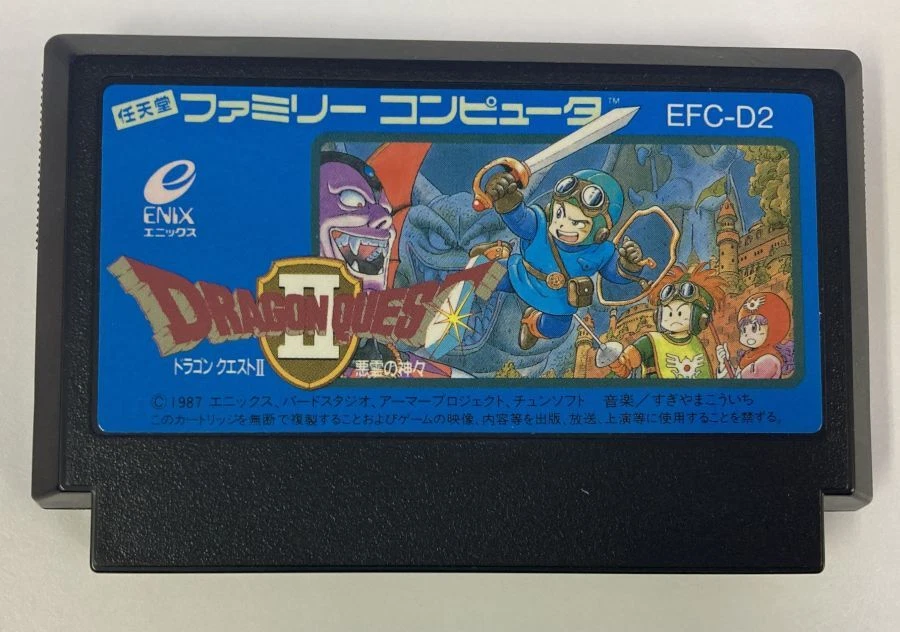 任天堂 ファミリー コンピュータ™ EFC-D2
ENIX
エニックス
DRAGON QUEST
II
ドラゴン クエストII 悪霊の神々
© 1987 エニックス、バードスタジオ、アーマープロジェクト、チュンソフト 音楽／すぎやまこういち
このカートリッジを無断で複製することおよびゲームの映像、内容等を出版、放送、上演等に使用することを禁ずる。